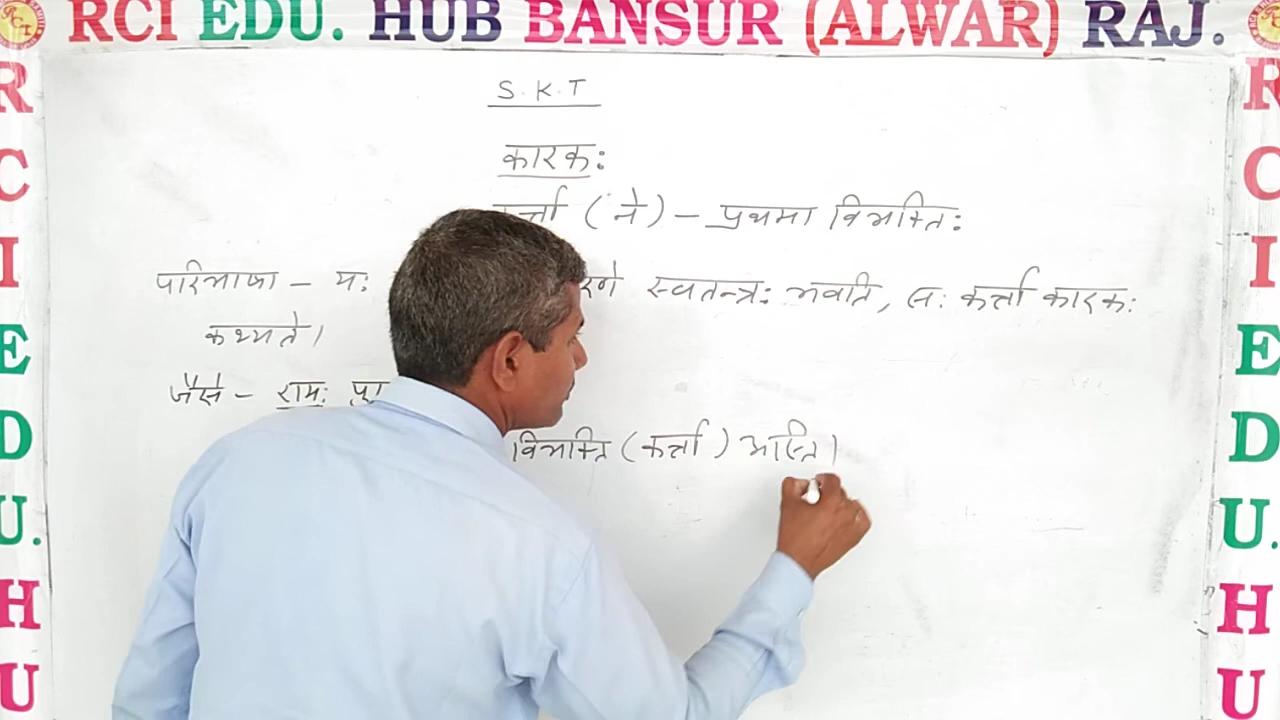 RCI EDU. HUB BANSUR (ALWAR) RAJ.
S.K.T
कारकः
(ने) – प्रथमा विभक्तिः
परिभाषा – यः स्वतन्त्रः भवति, सः कर्त्ता कारकः
कथ्यते।
जैसे – रामः
विभक्ति (कर्त्ता) अस्ति।
R C I E D U. H U
R C I E D U. H U